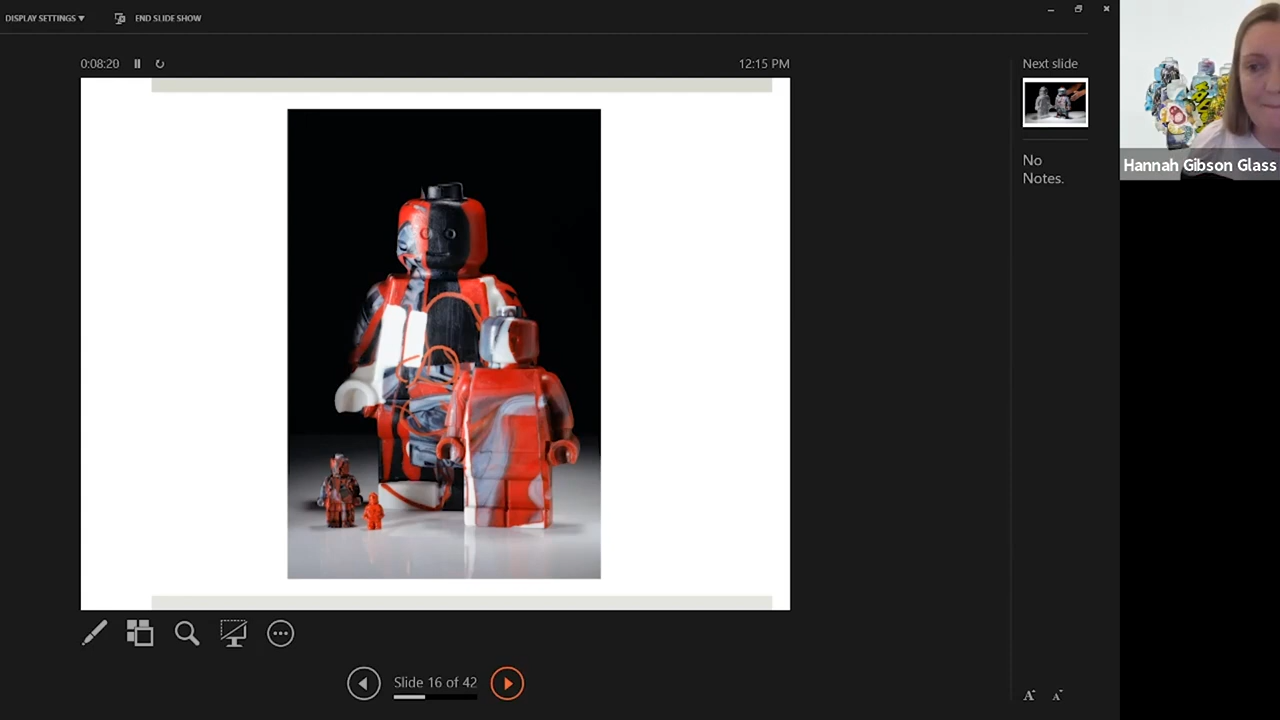 DISPLAY SETTINGS ▼
END SLIDE SHOW
0:08:20
12:15 PM
Next slide
No
Notes.
Hannah Gibson Glass
Slide 16 of 42
A
A